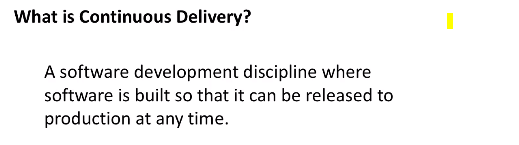 What is Continuous Delivery?
A software development discipline where
software is built so that it can be released to
production at any time.